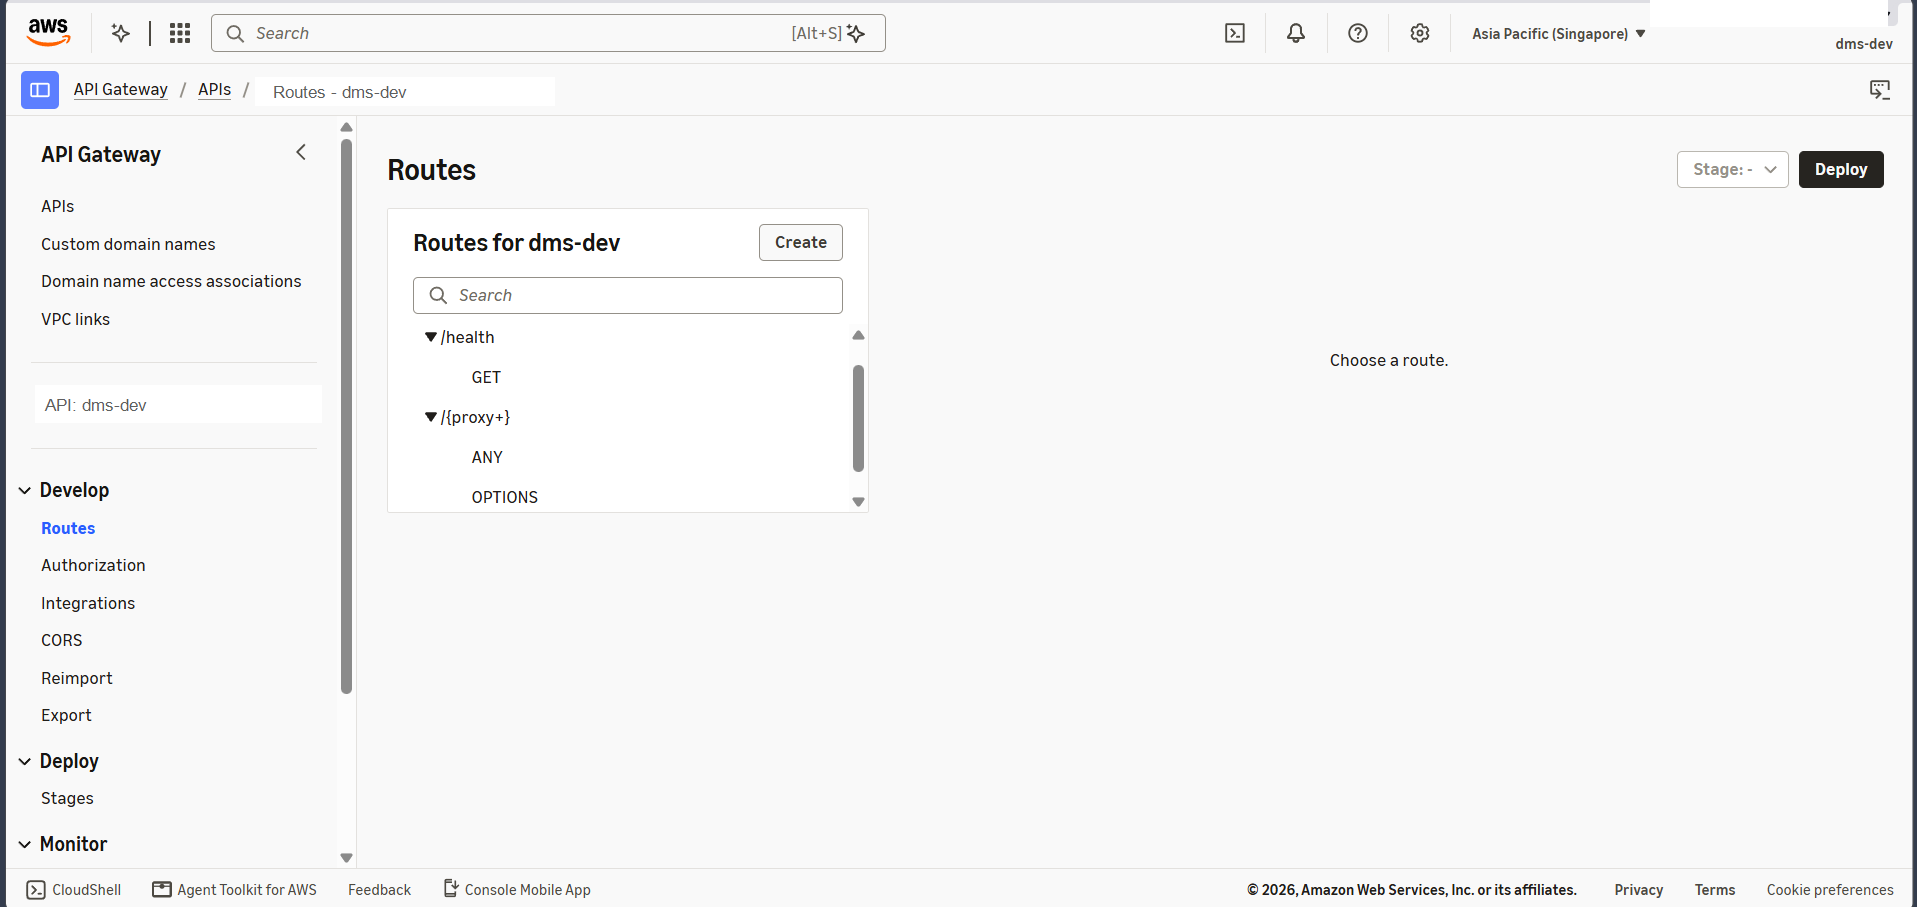 aws
Search [Alt+S]
Asia Pacific (Singapore)
dms-dev
API Gateway / APIs / Routes - dms-dev
API Gateway
APIs
Custom domain names
Domain name access associations
VPC links
API: dms-dev
Develop
Routes
Authorization
Integrations
CORS
Reimport
Export
Deploy
Stages
Monitor
Routes
Stage: -
Deploy
Routes for dms-dev
Create
Search
/health
GET
/{proxy+}
ANY
OPTIONS
Choose a route.
CloudShell Agent Toolkit for AWS Feedback Console Mobile App © 2026, Amazon Web Services, Inc. or its affiliates. Privacy Terms Cookie preferences